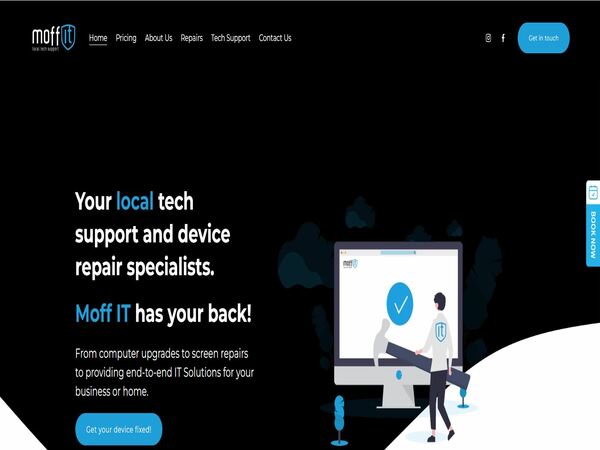 moff it
local tech support
Home Pricing About Us Repairs Tech Support Contact Us
Get in touch
BOOK NOW
Your local tech
support and device
repair specialists.
Moff IT has your back!
From computer upgrades to screen repairs
to providing end-to-end IT Solutions for your
business or home.
Get your device fixed!
moff it
it